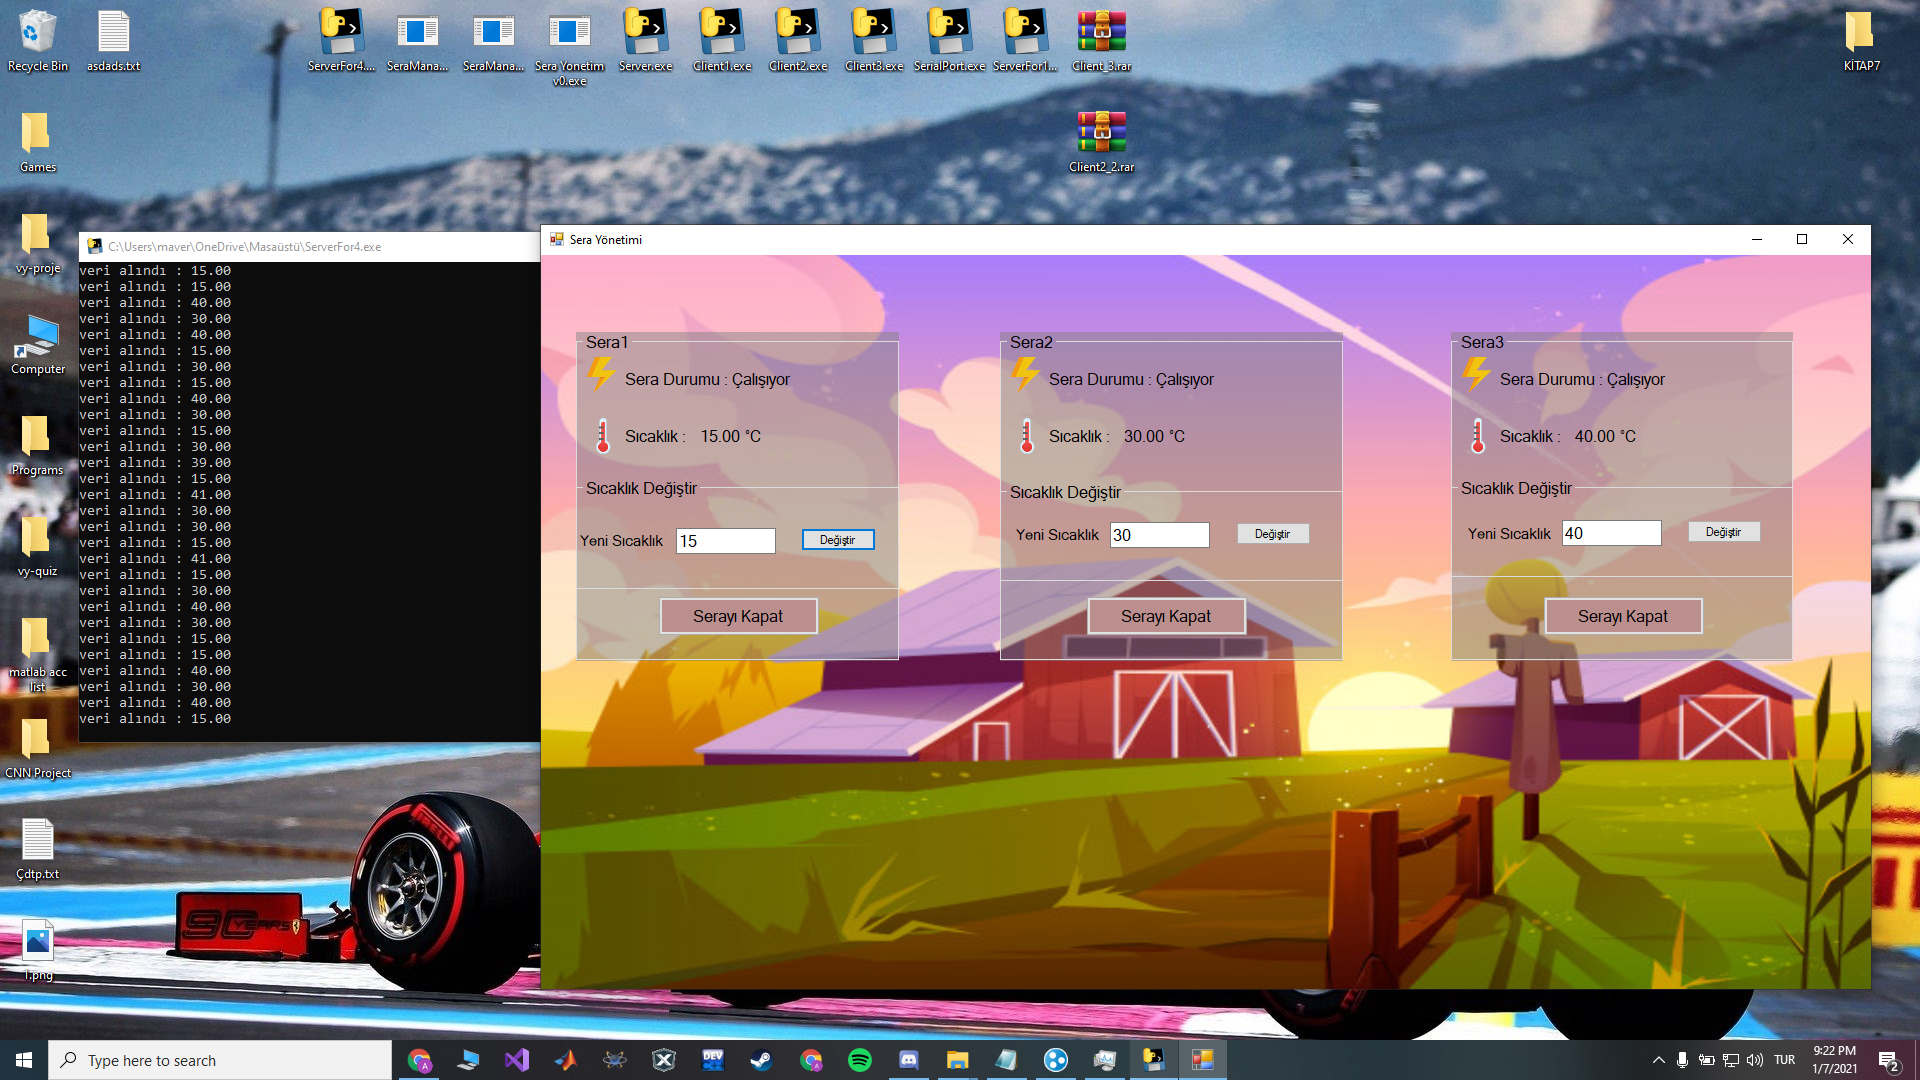 Recycle Bin
asdads.txt
ServerFor4....
SeraMana...
SeraMana...
Sera Yonetim
v0.exe
Server.exe
Client1.exe
Client2.exe
Client3.exe
SerialPort.exe
ServerFor1...
Client_3.rar
KİTAP7
Games
Client2_2.rar
vy-proje
Computer
Programs
vy-quiz
matlab acc
list
CNN Project
Çdtp.txt
1.png
C:\Users\maver\OneDrive\Masaüstü\ServerFor4.exe
veri alındı : 15.00
veri alındı : 15.00
veri alındı : 40.00
veri alındı : 30.00
veri alındı : 40.00
veri alındı : 15.00
veri alındı : 30.00
veri alındı : 15.00
veri alındı : 40.00
veri alındı : 30.00
veri alındı : 15.00
veri alındı : 30.00
veri alındı : 39.00
veri alındı : 15.00
veri alındı : 41.00
veri alındı : 30.00
veri alındı : 30.00
veri alındı : 15.00
veri alındı : 41.00
veri alındı : 15.00
veri alındı : 30.00
veri alındı : 40.00
veri alındı : 30.00
veri alındı : 15.00
veri alındı : 15.00
veri alındı : 40.00
veri alındı : 30.00
veri alındı : 40.00
veri alındı : 15.00
Sera Yönetimi
Sera1
Sera Durumu : Çalışıyor
Sıcaklık : 15.00 °C
Sıcaklık Değiştir
Yeni Sıcaklık 15 Değiştir
Serayı Kapat
Sera2
Sera Durumu : Çalışıyor
Sıcaklık : 30.00 °C
Sıcaklık Değiştir
Yeni Sıcaklık 30 Değiştir
Serayı Kapat
Sera3
Sera Durumu : Çalışıyor
Sıcaklık : 40.00 °C
Sıcaklık Değiştir
Yeni Sıcaklık 40 Değiştir
Serayı Kapat
PIRELLI
90 YEARS
Type here to search
A
DEV
A
TUR
9:22 PM
1/7/2021
2